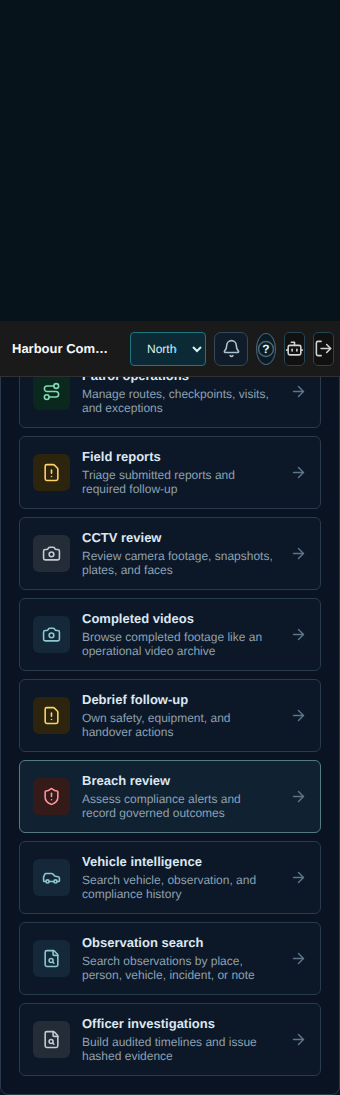 Harbour Com...
North
?
Patrol operations
Manage routes, checkpoints, visits,
and exceptions
Field reports
Triage submitted reports and
required follow-up
CCTV review
Review camera footage, snapshots,
plates, and faces
Completed videos
Browse completed footage like an
operational video archive
Debrief follow-up
Own safety, equipment, and
handover actions
Breach review
Assess compliance alerts and
record governed outcomes
Vehicle intelligence
Search vehicle, observation, and
compliance history
Observation search
Search observations by place,
person, vehicle, incident, or note
Officer investigations
Build audited timelines and issue
hashed evidence